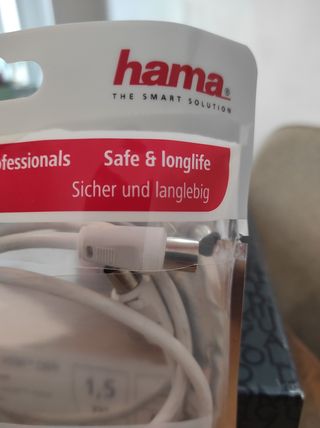 hama®
THE SMART SOLUTION
ofessionals Safe & longlife
Sicher und langlebig
1,5